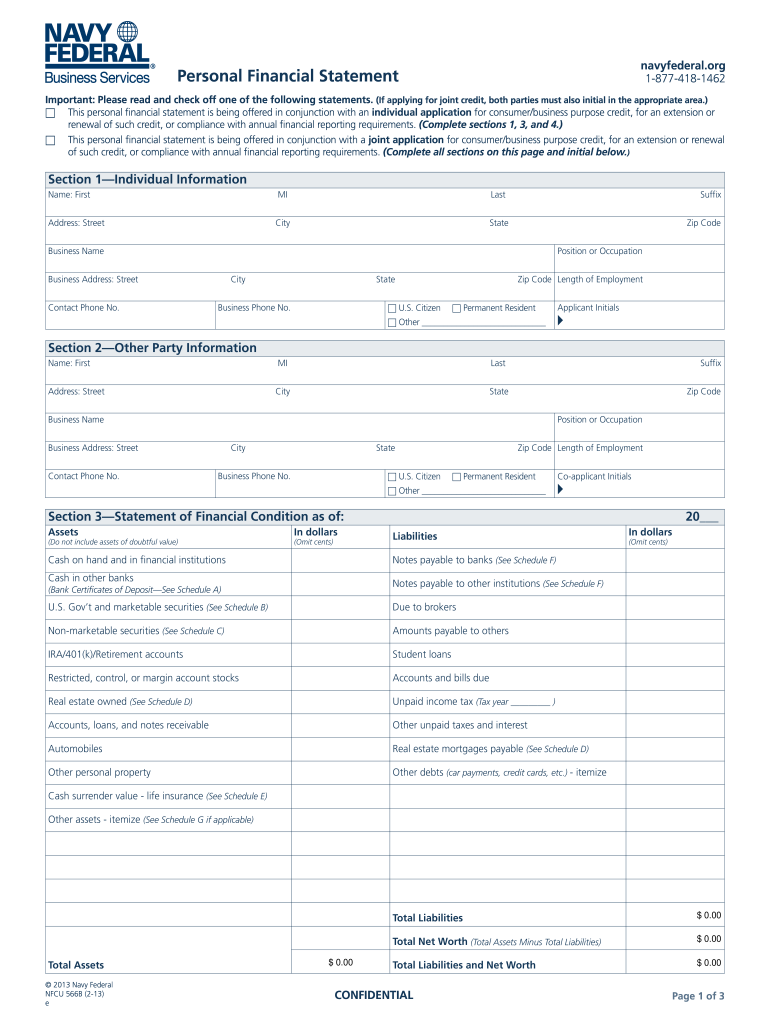 NAVY
FEDERAL®
Business Services
Personal Financial Statement
navyfederal.org
1-877-418-1462
Important: Please read and check off one of the following statements. (If applying for joint credit, both parties must also initial in the appropriate area.)
This personal financial statement is being offered in conjunction with an individual application for consumer/business purpose credit, for an extension or
renewal of such credit, or compliance with annual financial reporting requirements. (Complete sections 1, 3, and 4.)
This personal financial statement is being offered in conjunction with a joint application for consumer/business purpose credit, for an extension or renewal
of such credit, or compliance with annual financial reporting requirements. (Complete all sections on this page and initial below.)
Section 1—Individual Information
Name: First MI Last Suffix
Address: Street City State Zip Code
Business Name Position or Occupation
Business Address: Street City State Zip Code Length of Employment
Contact Phone No. Business Phone No. U.S. Citizen Permanent Resident Applicant Initials
Other ____________________
Section 2—Other Party Information
Name: First MI Last Suffix
Address: Street City State Zip Code
Business Name Position or Occupation
Business Address: Street City State Zip Code Length of Employment
Contact Phone No. Business Phone No. U.S. Citizen Permanent Resident Co-applicant Initials
Other ____________________
Section 3—Statement of Financial Condition as of: 20___
Assets In dollars Liabilities In dollars
(Do not include assets of doubtful value) (Omit cents) (Omit cents)
Cash on hand and in financial institutions Notes payable to banks (See Schedule F)
Cash in other banks
(Bank Certificates of Deposit—See Schedule A) Notes payable to other institutions (See Schedule F)
U.S. Gov't and marketable securities (See Schedule B) Due to brokers
Non-marketable securities (See Schedule C) Amounts payable to others
IRA/401(k)/Retirement accounts Student loans
Restricted, control, or margin account stocks Accounts and bills due
Real estate owned (See Schedule D) Unpaid income tax (Tax year ________ )
Accounts, loans, and notes receivable Other unpaid taxes and interest
Automobiles Real estate mortgages payable (See Schedule D)
Other personal property Other debts (car payments, credit cards, etc.) - itemize
Cash surrender value - life insurance (See Schedule E)
Other assets - itemize (See Schedule G if applicable)
Total Liabilities $ 0.00
Total Net Worth (Total Assets Minus Total Liabilities) $ 0.00
Total Assets $ 0.00 Total Liabilities and Net Worth $ 0.00
© 2013 Navy Federal
NFCU 566B (2-13)
e
CONFIDENTIAL
Page 1 of 3